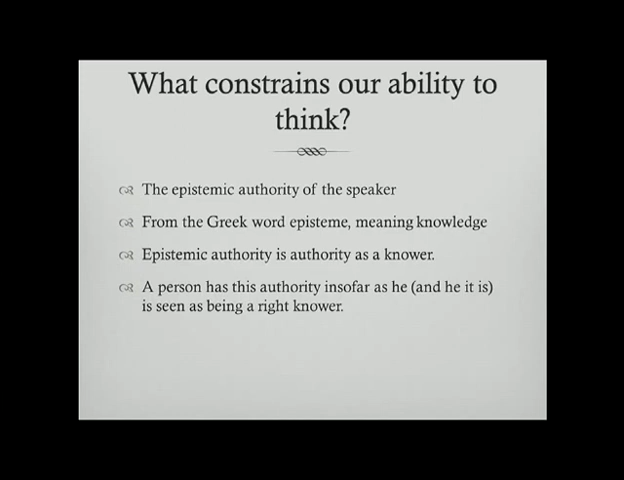 What constrains our ability to
think?
The epistemic authority of the speaker
From the Greek word episteme, meaning knowledge
Epistemic authority is authority as a knower.
A person has this authority insofar as he (and he it is)
is seen as being a right knower.